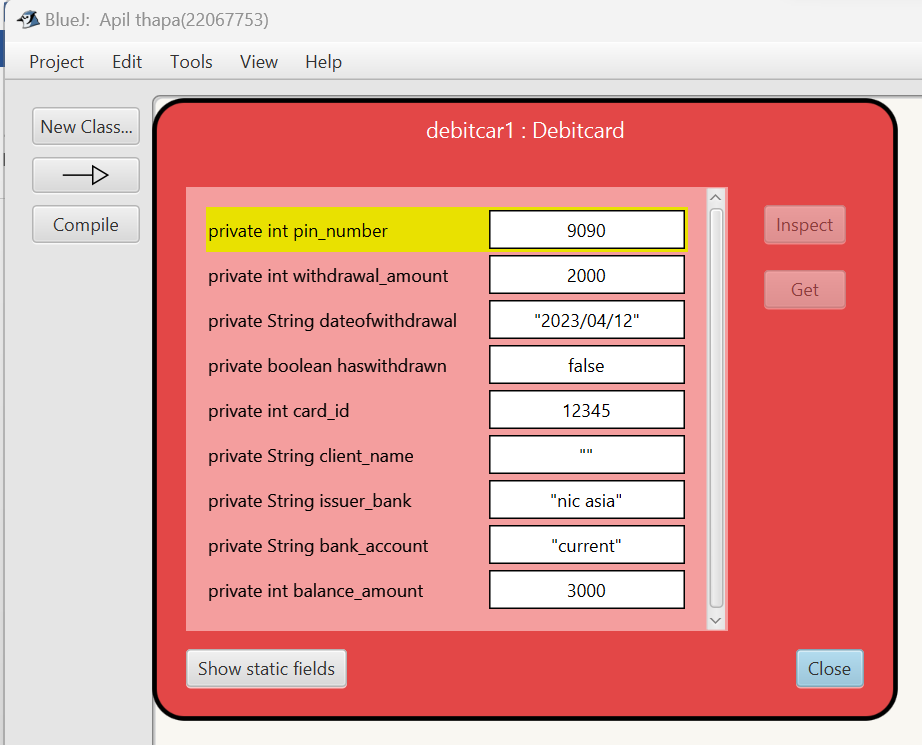 BlueJ: Apil thapa(22067753)
Project Edit Tools View Help
New Class...
Compile
debitcar1 : Debitcard
private int pin_number 9090
private int withdrawal_amount 2000
private String dateofwithdrawal "2023/04/12"
private boolean haswithdrawn false
private int card_id 12345
private String client_name ""
private String issuer_bank "nic asia"
private String bank_account "current"
private int balance_amount 3000
Inspect
Get
Show static fields
Close